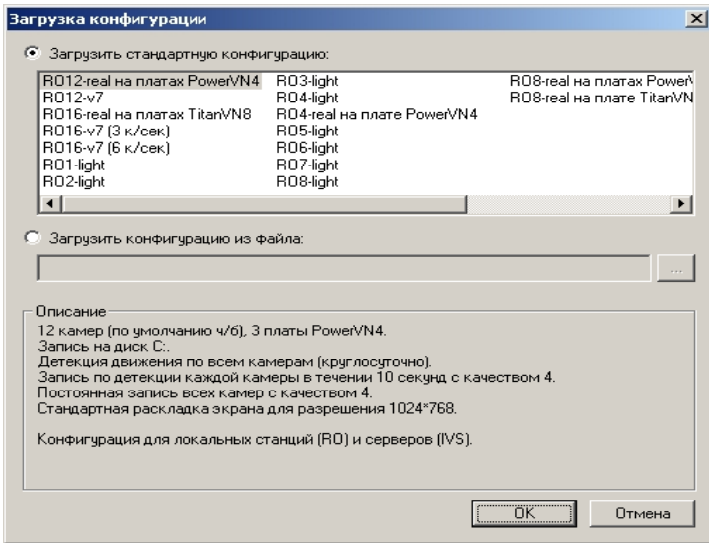 Загрузка конфигурации
Загрузить стандартную конфигурацию:
RO12-real на платах PowerVN4
RO12-v7
RO16-real на платах TitanVN8
RO16-v7 (3 к/сек)
RO16-v7 (6 к/сек)
RO1-light
RO2-light
RO3-light
RO4-light
RO4-real на плате PowerVN4
RO5-light
RO6-light
RO7-light
RO8-light
RO8-real на платах Power
RO8-real на плате TitanVN
Загрузить конфигурацию из файла:
...
Описание
12 камер (по умолчанию ч/б), 3 платы PowerVN4.
Запись на диск C:.
Детекция движения по всем камерам (круглосуточно).
Запись по детекции каждой камеры в течении 10 секунд с качеством 4.
Постоянная запись всех камер с качеством 4.
Стандартная раскладка экрана для разрешения 1024*768.
Конфигурация для локальных станций (RO) и серверов (IVS).
OK
Отмена